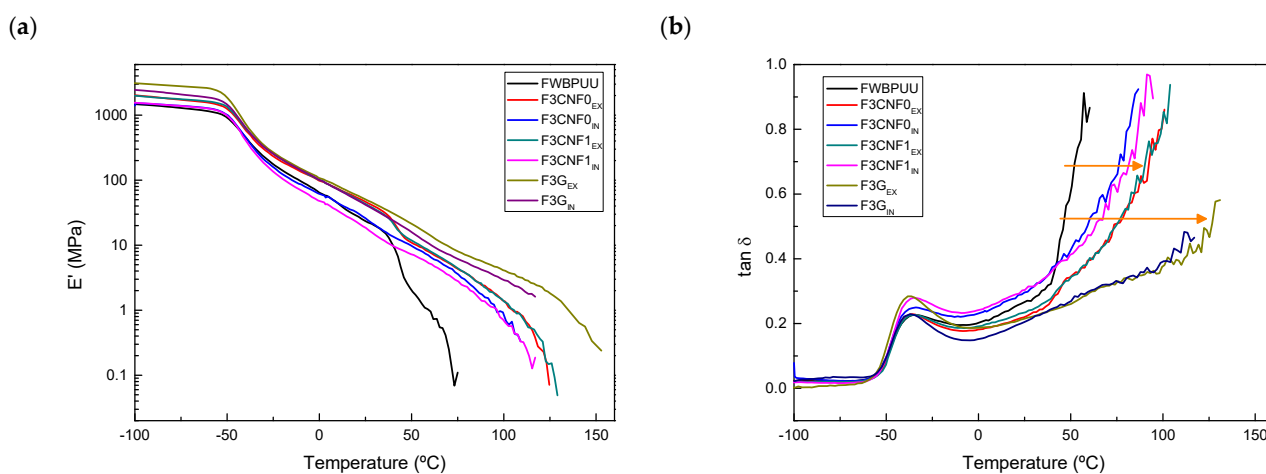 (a)
1000
100
10
1
0.1
E' (MPa)
-100
-50
0
50
100
150
Temperature (ºC)
FWBPUU
F3CNF0EX
F3CNF0IN
F3CNF1EX
F3CNF1IN
F3GEX
F3GIN
(b)
1.0
0.8
0.6
0.4
0.2
0.0
tan δ
-100
-50
0
50
100
150
Temperature (ºC)
FWBPUU
F3CNF0EX
F3CNF0IN
F3CNF1EX
F3CNF1IN
F3GEX
F3GIN